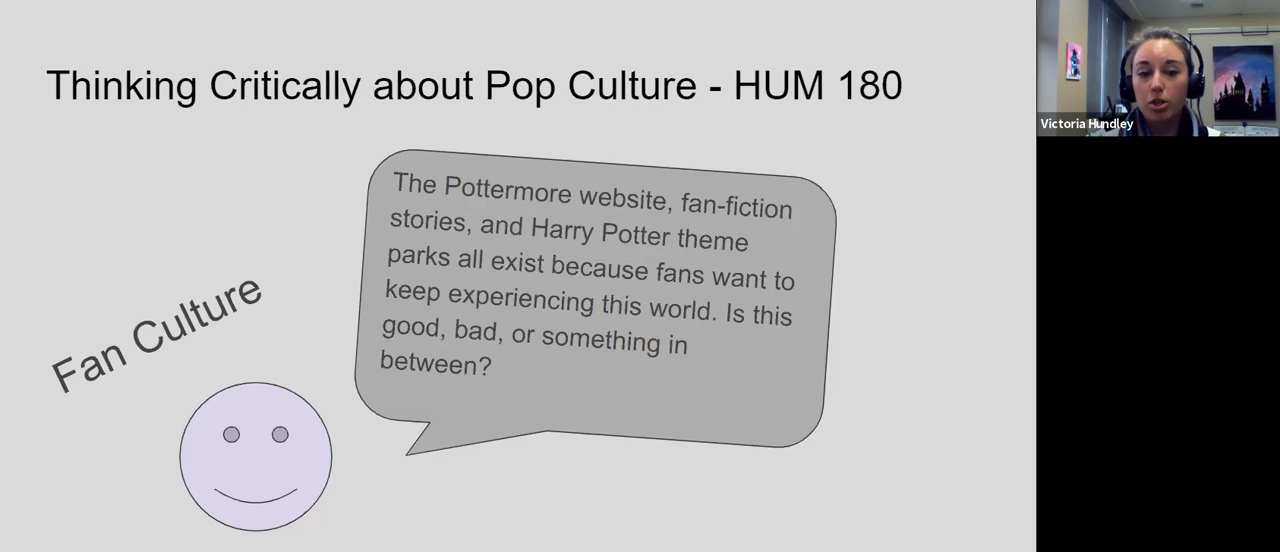 Thinking Critically about Pop Culture - HUM 180
Victoria Hundley
The Pottermore website, fan-fiction
stories, and Harry Potter theme
parks all exist because fans want to
keep experiencing this world. Is this
good, bad, or something in
between?
Fan Culture